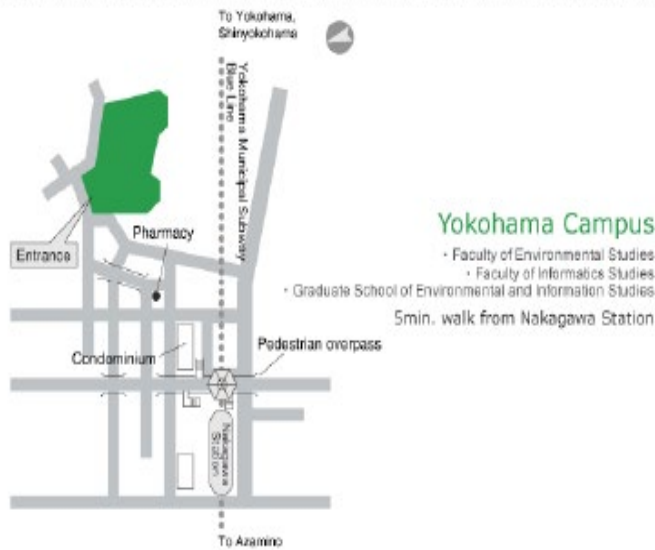 To Yokohama,
Shinyokohama
Yokohama Municipal Subway
Blue Line
Pharmacy
Entrance
Condominium
Pedestrian overpass
Nakagawa
Station
To Azamino
Yokohama Campus
· Faculty of Environmental Studies
· Faculty of Informatics Studies
· Graduate School of Environmental and Information Studies
5min. walk from Nakagawa Station